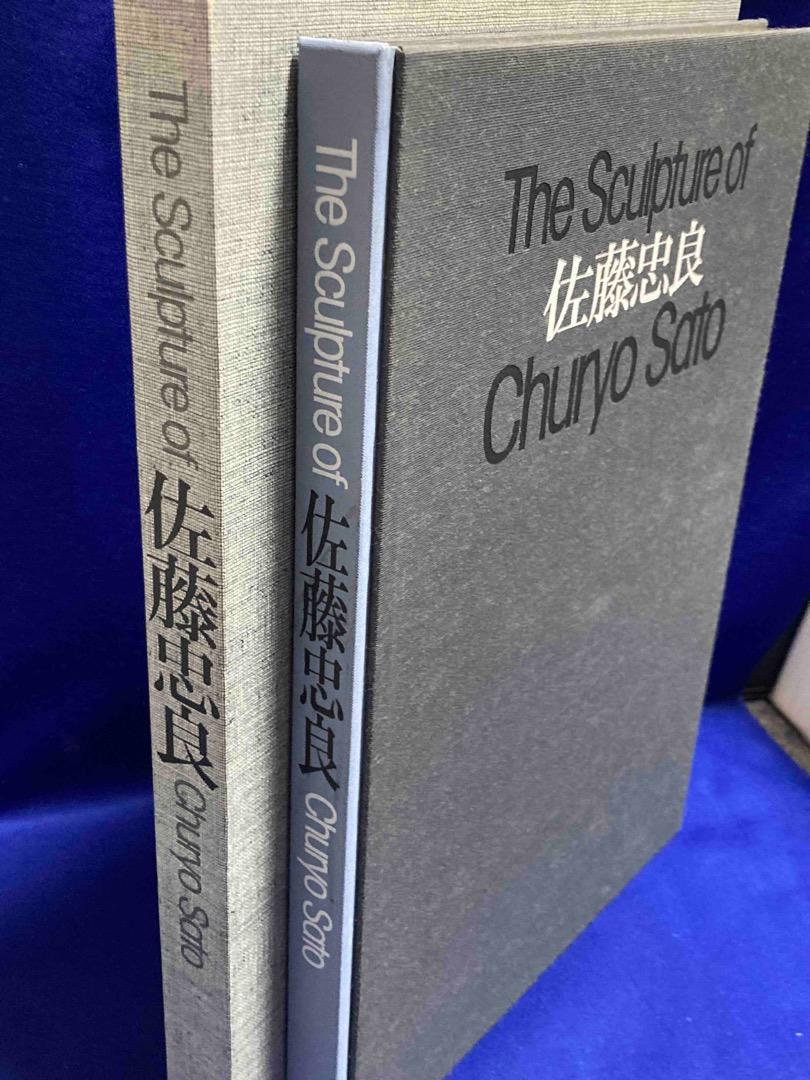 The Sculpture of 佐藤忠良 Churyo Sato
The Sculpture of 佐藤忠良 Churyo Sato
The Sculpture of
佐藤忠良
Churyo Sato